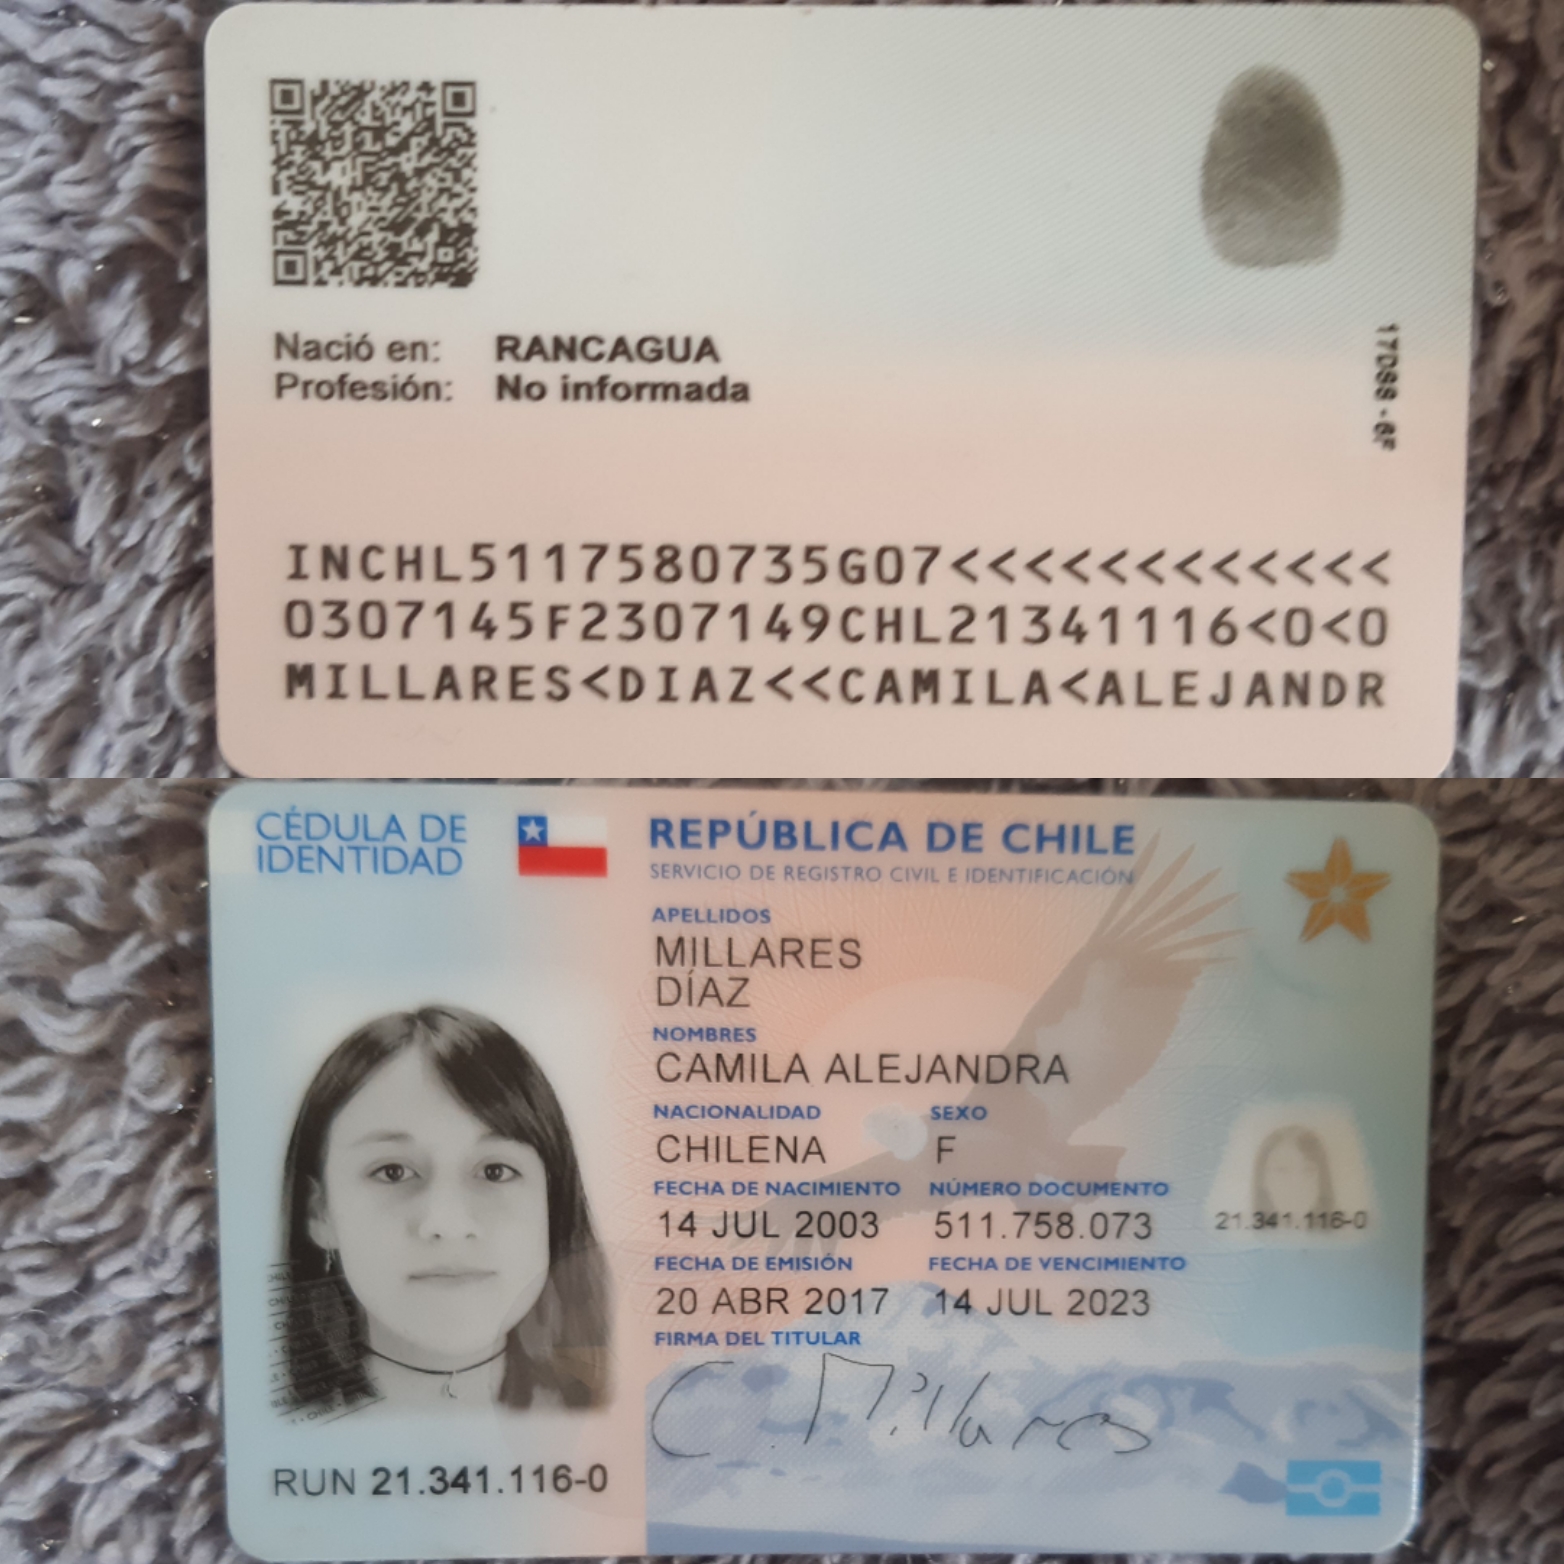 Nació en: RANCAGUA
Profesión: No informada
INCHL5117580735G07<<<<<<<<<<<<
0307145F2307149CHL21341116<0<0
MILLARES<DIAZ<<CAMILA<ALEJANDR
CÉDULA DE
IDENTIDAD
REPÚBLICA DE CHILE
SERVICIO DE REGISTRO CIVIL E IDENTIFICACIÓN
APELLIDOS
MILLARES
DÍAZ
NOMBRES
CAMILA ALEJANDRA
NACIONALIDAD SEXO
CHILENA F
FECHA DE NACIMIENTO NÚMERO DOCUMENTO
14 JUL 2003 511.758.073
21.341.116-0
FECHA DE EMISIÓN FECHA DE VENCIMIENTO
20 ABR 2017 14 JUL 2023
FIRMA DEL TITULAR
C. Millares
RUN 21.341.116-0